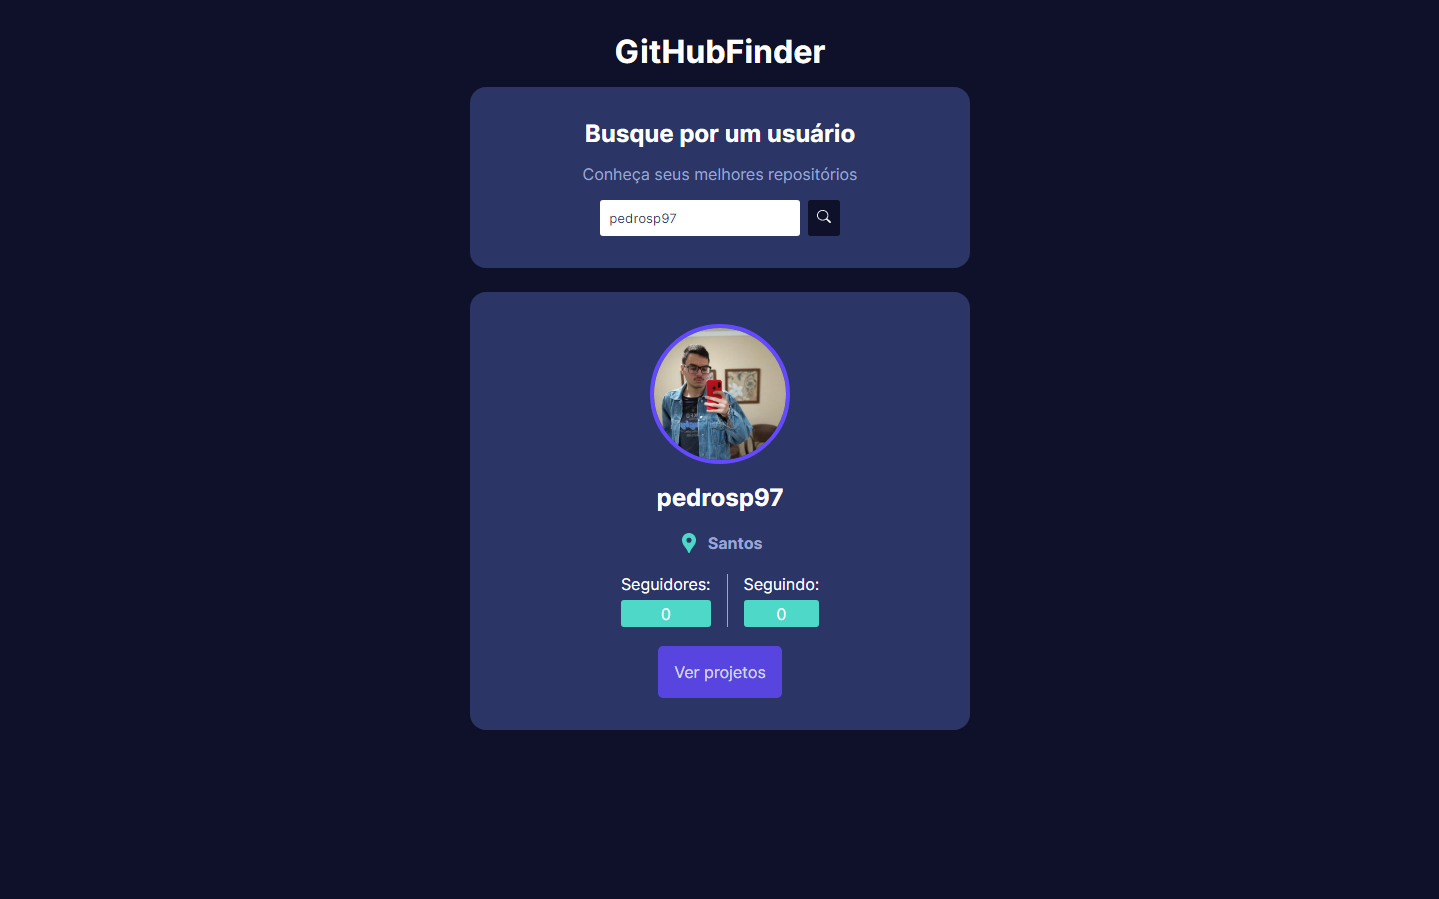 GitHubFinder
Busque por um usuário
Conheça seus melhores repositórios
pedrosp97
pedrosp97
Santos
Seguidores: Seguindo:
0 0
Ver projetos